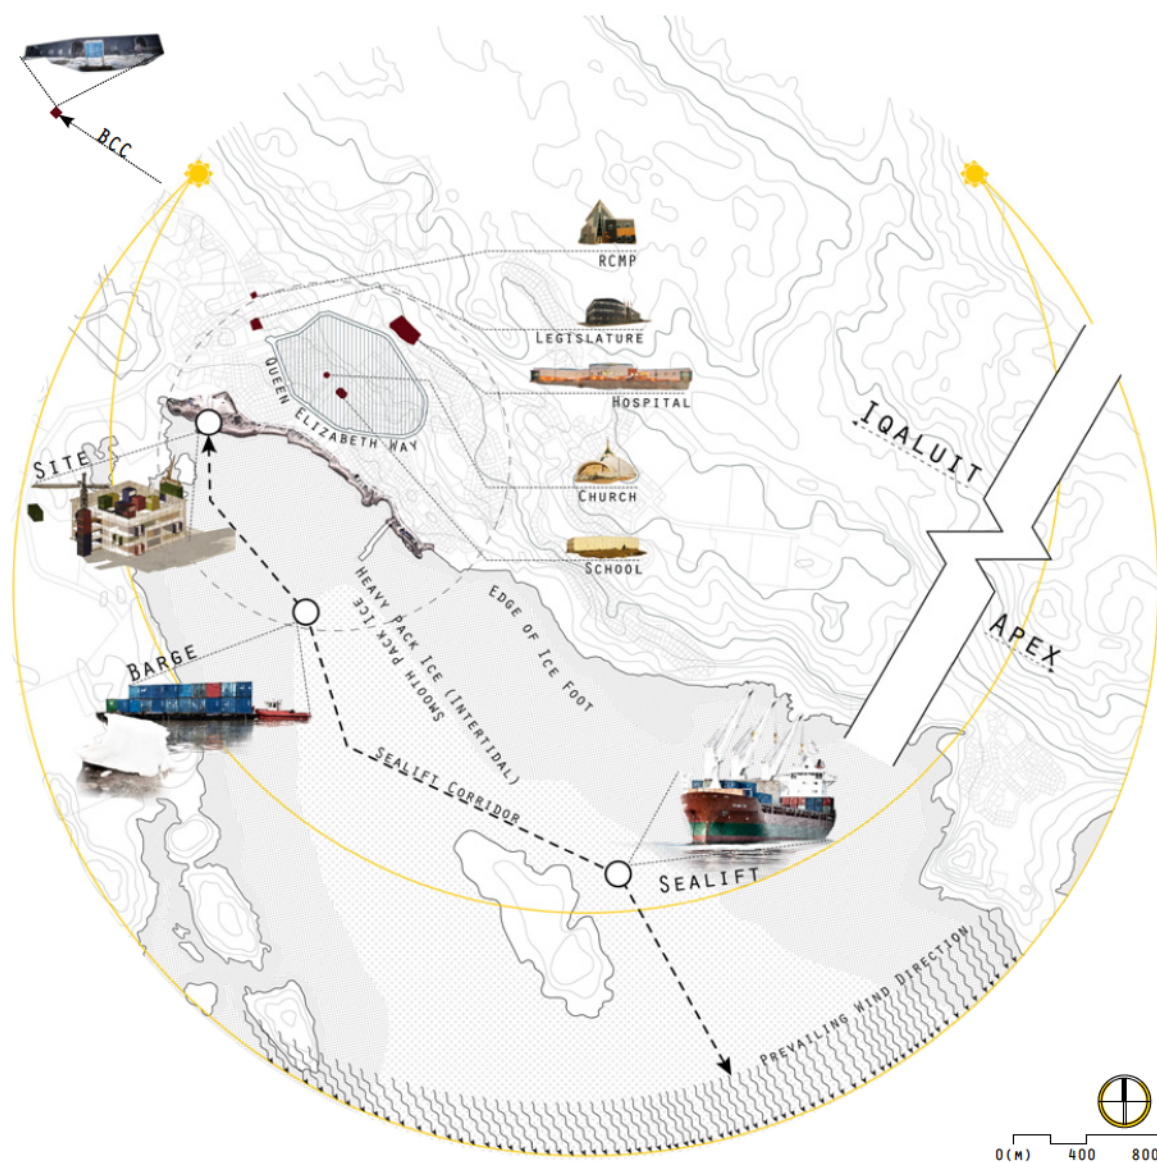 BCC
RCMP
LEGISLATURE
HOSPITAL
QUEEN ELIZABETH WAY
IQALUIT
SITE
CHURCH
SCHOOL
EDGE OF ICE FOOT
HEAVY PACK ICE (INTERTIDAL)
SMOOTH PACK ICE
APEX
BARGE
SEALIFT CORRIDOR
SEALIFT
PREVAILING WIND DIRECTION
0(M) 400 800